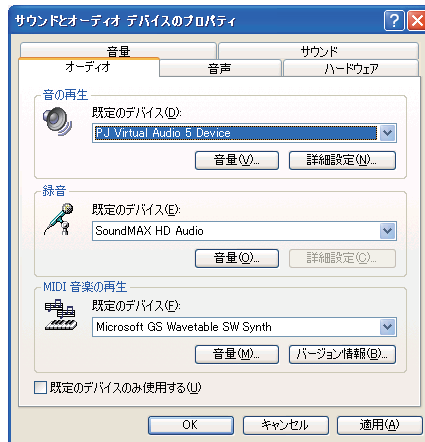 サウンドとオーディオ デバイスのプロパティ
音量 サウンド
オーディオ 音声 ハードウェア
音の再生
既定のデバイス(D):
PJ Virtual Audio 5 Device
音量(V)... 詳細設定(N)...
録音
既定のデバイス(E):
SoundMAX HD Audio
音量(O)... 詳細設定(C)...
MIDI 音楽の再生
既定のデバイス(F):
Microsoft GS Wavetable SW Synth
音量(M)... バージョン情報(B)...
既定のデバイスのみ使用する(U)
OK キャンセル 適用(A)